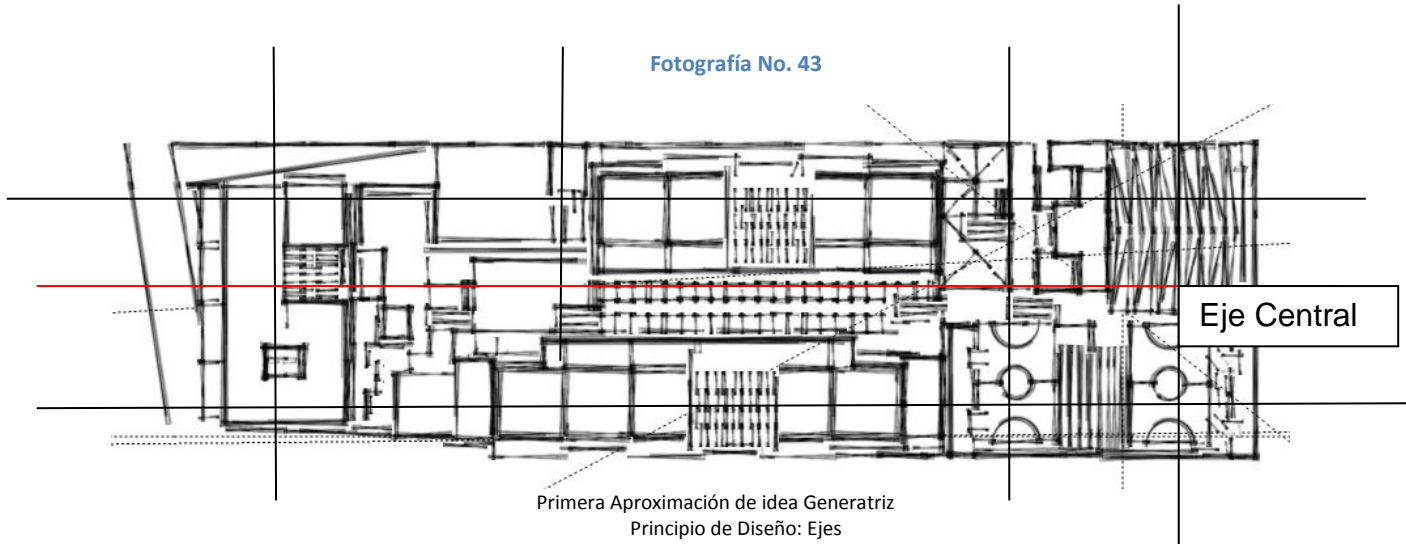 Fotografía No. 43
Eje Central
Primera Aproximación de idea Generatriz
Principio de Diseño: Ejes